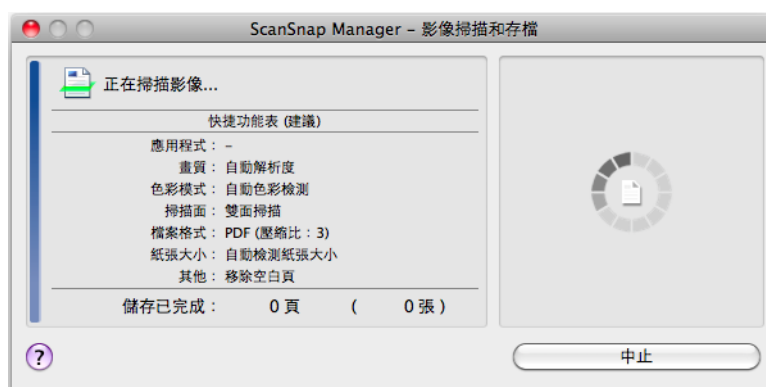 ScanSnap Manager – 影像掃描和存檔
正在掃描影像...
快捷功能表 (建議)
應用程式： –
畫質： 自動解析度
色彩模式： 自動色彩檢測
掃描面： 雙面掃描
檔案格式： PDF (壓縮比：3)
紙張大小： 自動檢測紙張大小
其他： 移除空白頁
儲存已完成： 0 頁 ( 0 張 )
? 中止